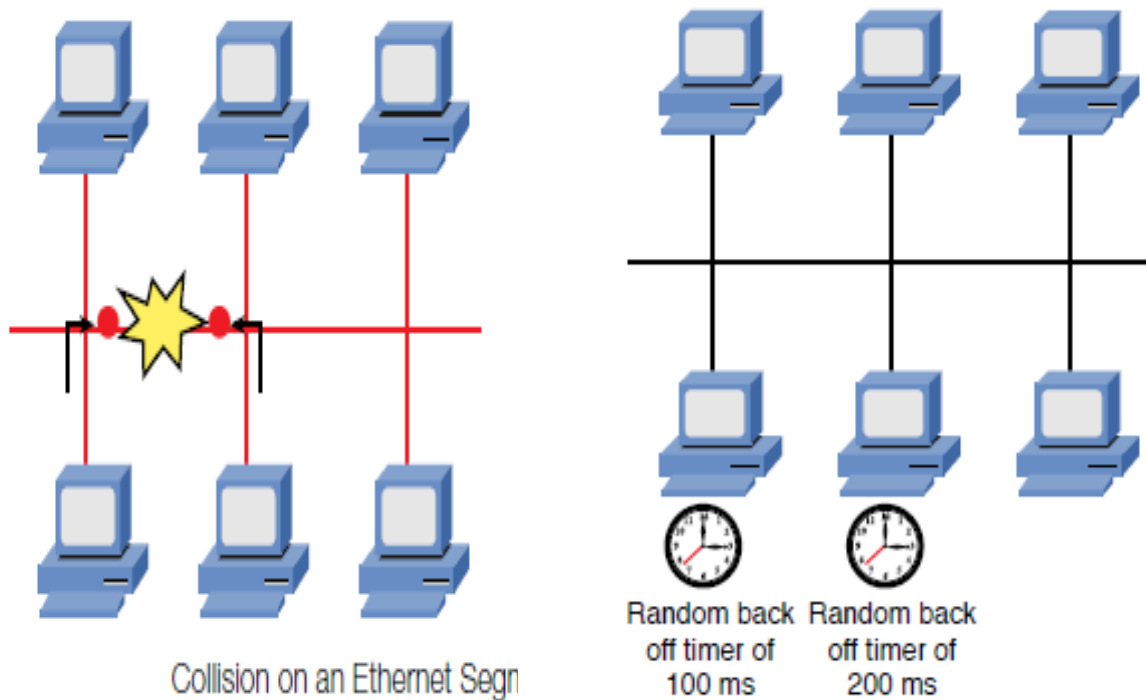 Collision on an Ethernet Segn
Random back
off timer of
100 ms
Random back
off timer of
200 ms